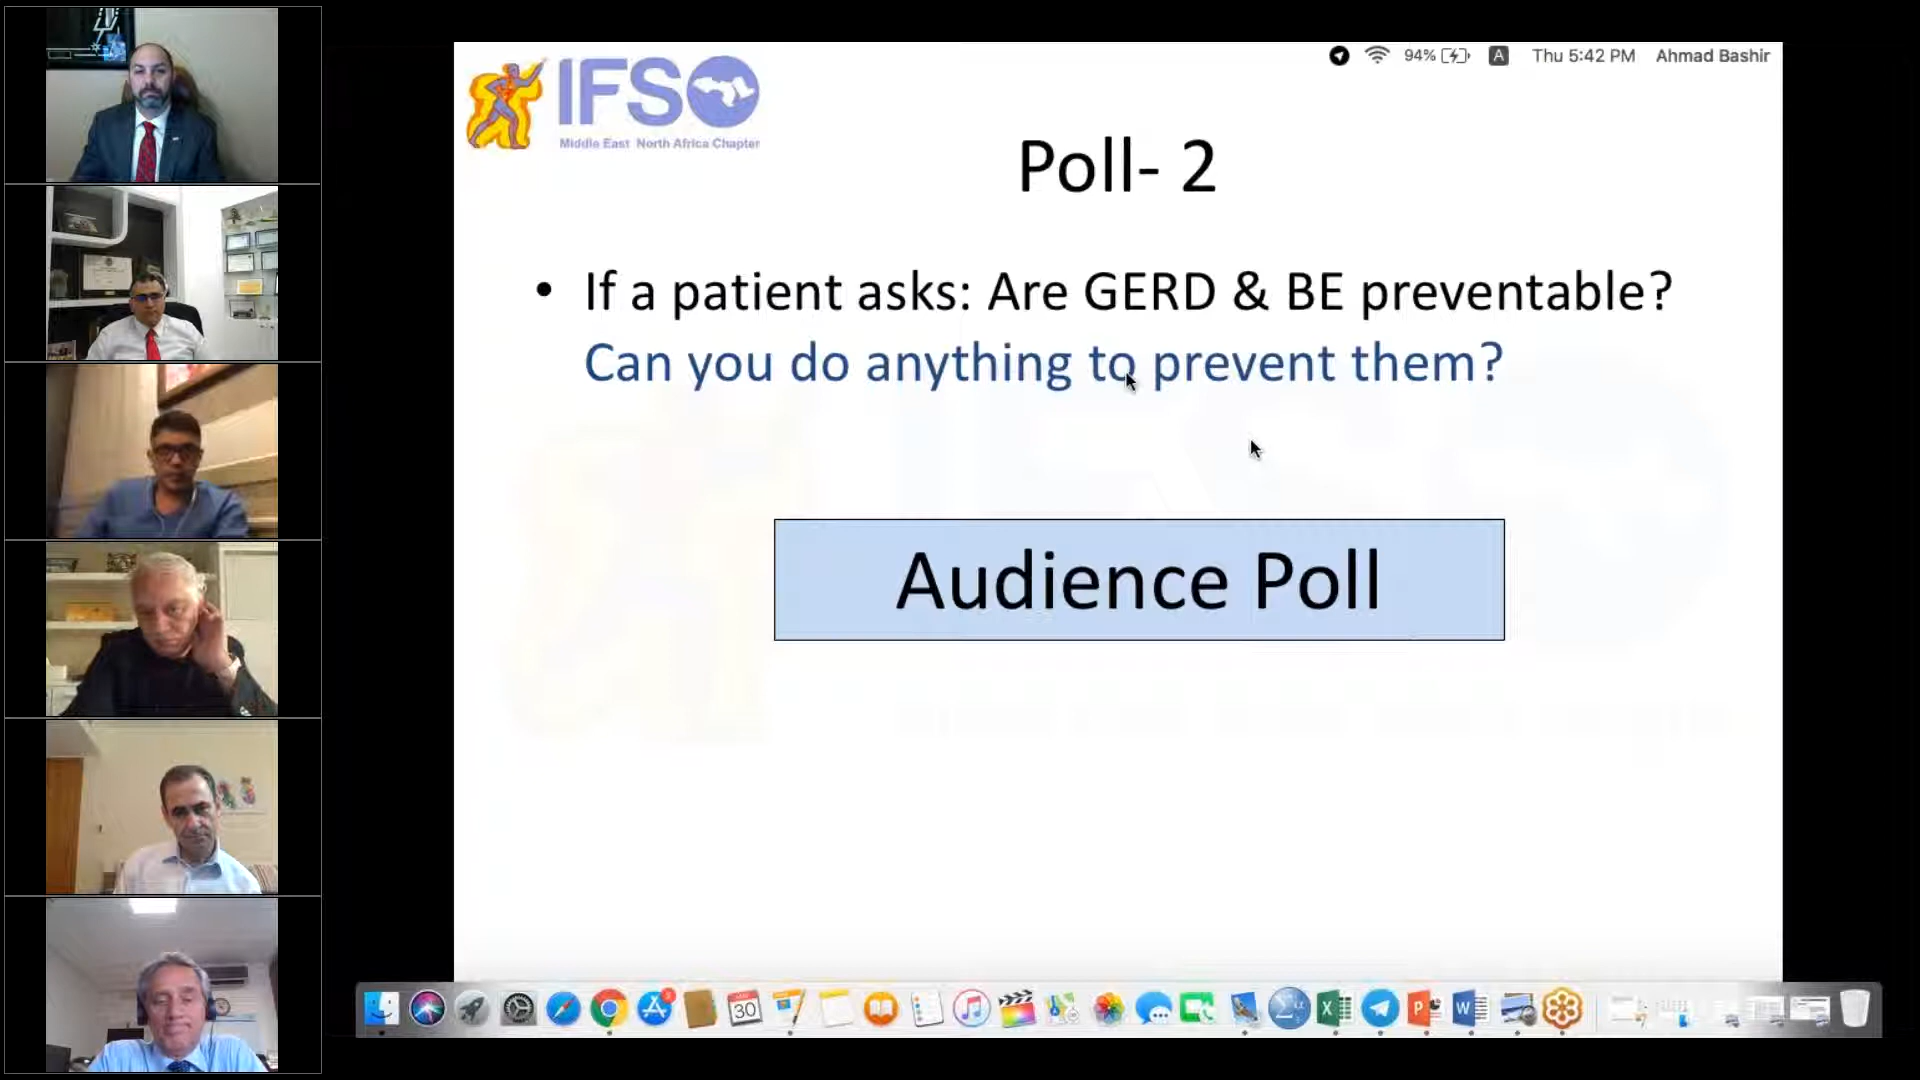 94% A Thu 5:42 PM Ahmad Bashir
IFSO
Middle East North Africa Chapter
Poll- 2
• If a patient asks: Are GERD & BE preventable?
Can you do anything to prevent them?
Audience Poll
30
X
P
W